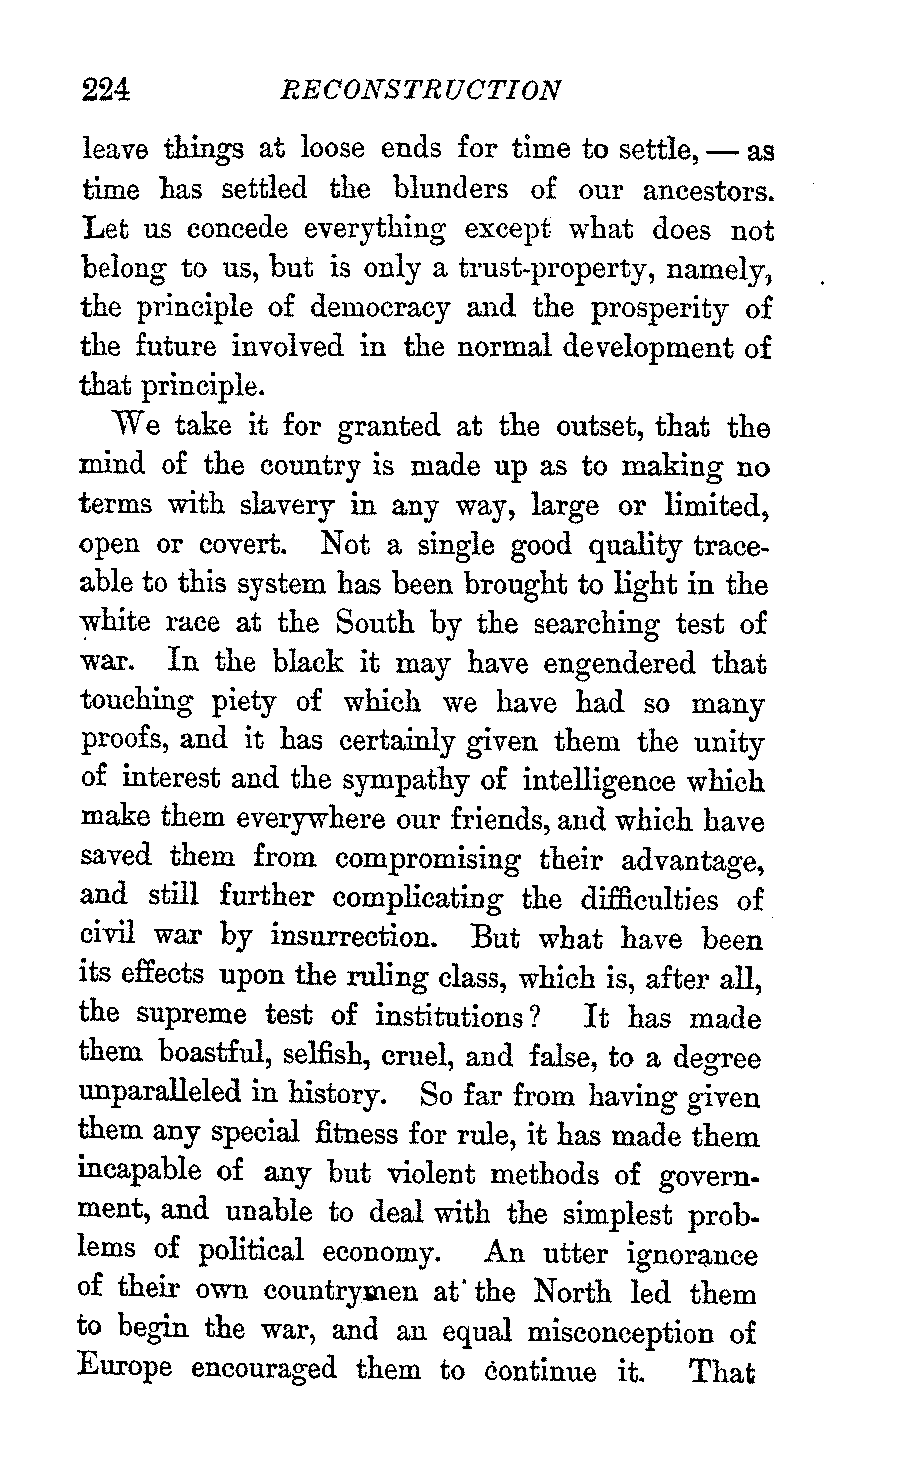 224 RECONSTRUCTION
leave things at loose ends for time to settle, — as
time has settled the blunders of our ancestors.
Let us concede everything except what does not
belong to us, but is only a trust-property, namely,
the principle of democracy and the prosperity of
the future involved in the normal development of
that principle.
We take it for granted at the outset, that the
mind of the country is made up as to making no
terms with slavery in any way, large or limited,
open or covert. Not a single good quality trace-
able to this system has been brought to light in the
white race at the South by the searching test of
war. In the black it may have engendered that
touching piety of which we have had so many
proofs, and it has certainly given them the unity
of interest and the sympathy of intelligence which
make them everywhere our friends, and which have
saved them from compromising their advantage,
and still further complicating the difficulties of
civil war by insurrection. But what have been
its effects upon the ruling class, which is, after all,
the supreme test of institutions? It has made
them boastful, selfish, cruel, and false, to a degree
unparalleled in history. So far from having given
them any special fitness for rule, it has made them
incapable of any but violent methods of govern-
ment, and unable to deal with the simplest prob-
lems of political economy. An utter ignorance
of their own countrymen at the North led them
to begin the war, and an equal misconception of
Europe encouraged them to continue it. That